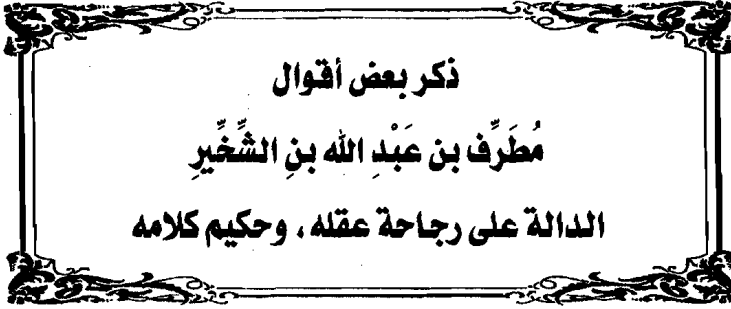 ذكر بعض أقوال
مُطَرِّف بن عَبْدِ الله بنِ الشِّخِّيرِ
الدالة على رجاحة عقله ، وحكيم كلامه